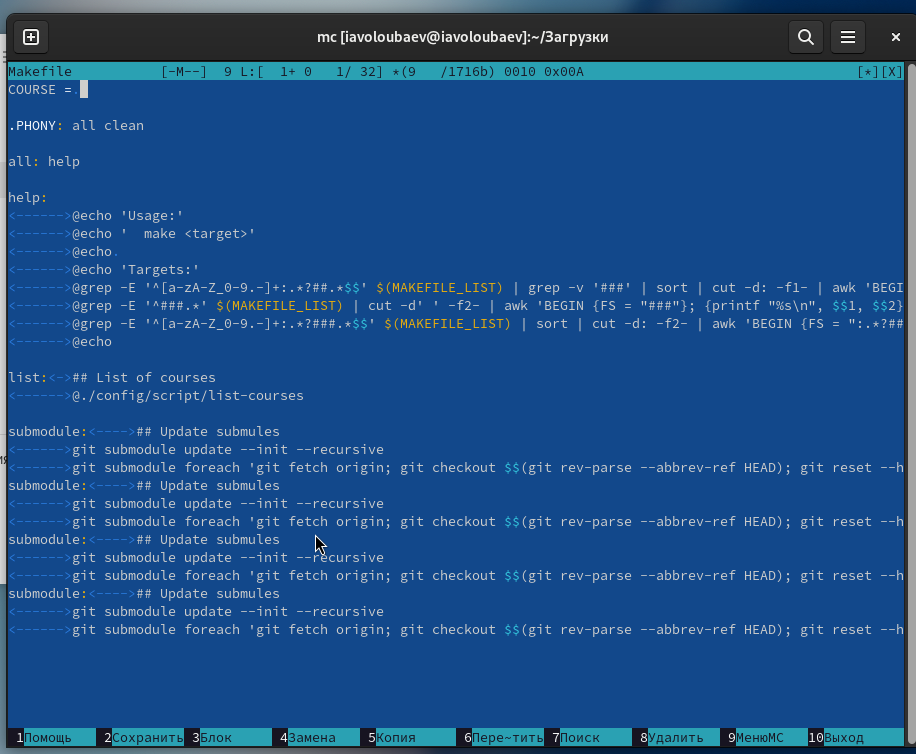 mc [iavoloubaev@iavoloubaev]:~/Загрузки
Makefile [-M--] 9 L:[ 1+ 0 1/ 32] *(9 /1716b) 0010 0x00A [*][X]
COURSE =.
.PHONY: all clean
all: help
help:
<------>@echo 'Usage:'
<------>@echo '  make <target>'
<------>@echo.
<------>@echo 'Targets:'
<------>@grep -E '^[a-zA-Z_0-9.-]+:.*?##.*$$' $(MAKEFILE_LIST) | grep -v '###' | sort | cut -d: -f1- | awk 'BEGI
<------>@grep -E '^###.*' $(MAKEFILE_LIST) | cut -d' ' -f2- | awk 'BEGIN {FS = "###"}; {printf "%s\n", $$1, $$2}
<------>@grep -E '^[a-zA-Z_0-9.-]+:.*?###.*$$' $(MAKEFILE_LIST) | sort | cut -d: -f2- | awk 'BEGIN {FS = ":.*?##
<------>@echo
list:<->## List of courses
<------>@./config/script/list-courses
submodule:<---->## Update submules
<------>git submodule update --init --recursive
<------>git submodule foreach 'git fetch origin; git checkout $$(git rev-parse --abbrev-ref HEAD); git reset --h
submodule:<---->## Update submules
<------>git submodule update --init --recursive
<------>git submodule foreach 'git fetch origin; git checkout $$(git rev-parse --abbrev-ref HEAD); git reset --h
submodule:<---->## Update submules
<------>git submodule update --init --recursive
<------>git submodule foreach 'git fetch origin; git checkout $$(git rev-parse --abbrev-ref HEAD); git reset --h
submodule:<---->## Update submules
<------>git submodule update --init --recursive
<------>git submodule foreach 'git fetch origin; git checkout $$(git rev-parse --abbrev-ref HEAD); git reset --h
1Помощь 2Сохранить 3Блок 4Замена 5Копия 6Пере~тить 7Поиск 8Удалить 9МенюMC 10Выход